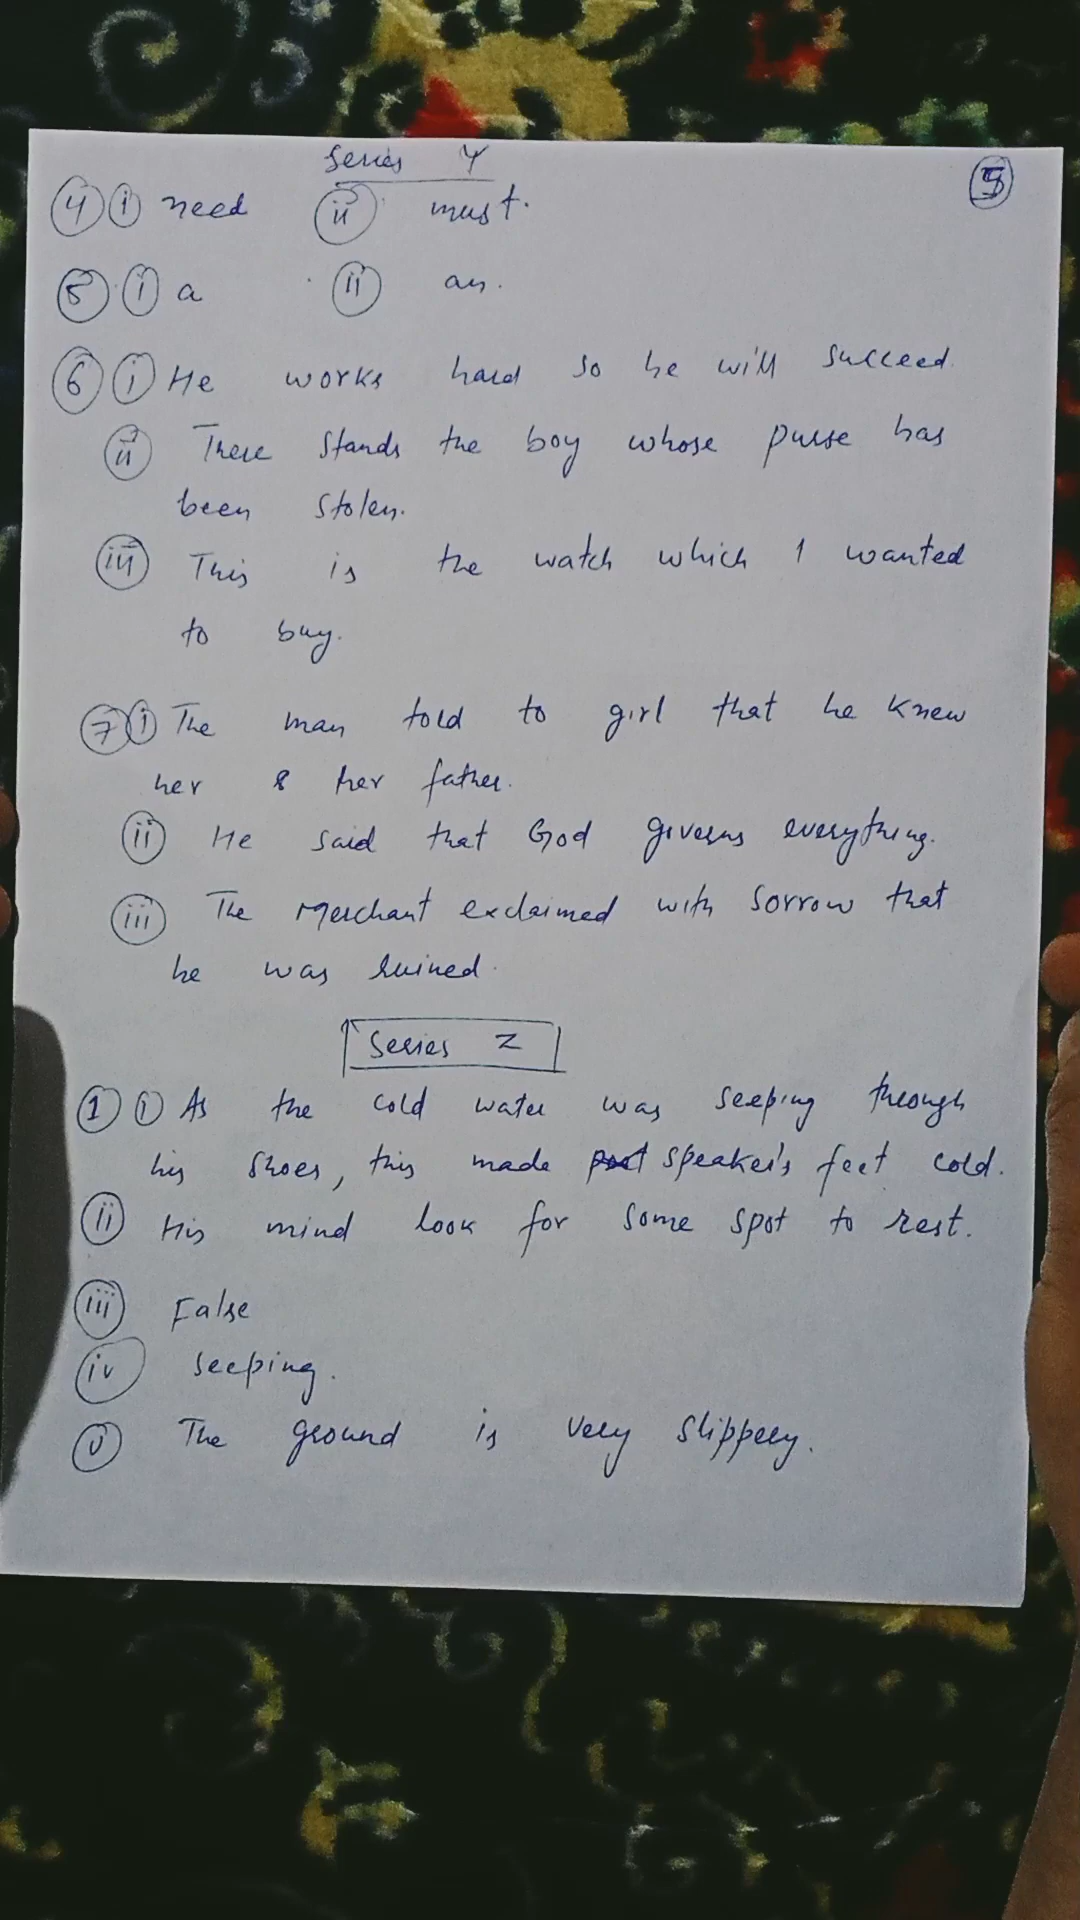 Series Y
5
4 i need ii must.
5 i a ii an.
6 i He works hard so he will succeed.
ii There stands the boy whose purse has
been stolen.
iii This is the watch which I wanted
to buy.
7 i The man told to girl that he knew
her & her father.
ii He said that God giverns everything.
iii The Merchant exclaimed with sorrow that
he was ruined.
Series Z
1 i As the cold water was seeping through
his shoes, this made poet speaker's feet cold.
ii His mind look for some spot to rest.
iii False
iv seeping.
v The ground is very slippery.